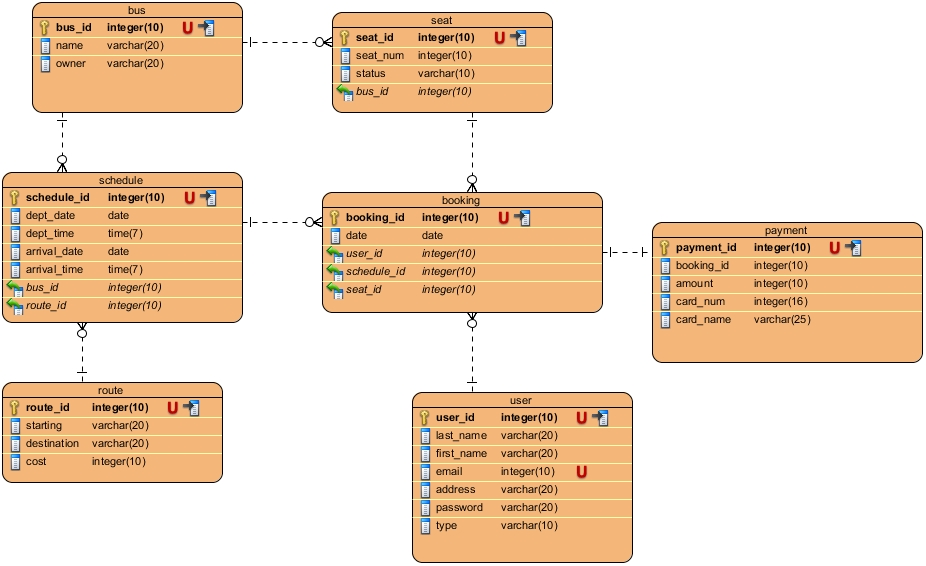 bus
bus_id integer(10) U
name varchar(20)
owner varchar(20)
seat
seat_id integer(10) U
seat_num integer(10)
status varchar(10)
bus_id integer(10)
schedule
schedule_id integer(10) U
dept_date date
dept_time time(7)
arrival_date date
arrival_time time(7)
bus_id integer(10)
route_id integer(10)
booking
booking_id integer(10) U
date date
user_id integer(10)
schedule_id integer(10)
seat_id integer(10)
payment
payment_id integer(10) U
booking_id integer(10)
amount integer(10)
card_num integer(16)
card_name varchar(25)
route
route_id integer(10) U
starting varchar(20)
destination varchar(20)
cost integer(10)
user
user_id integer(10) U
last_name varchar(20)
first_name varchar(20)
email integer(10) U
address varchar(20)
password varchar(20)
type varchar(10)